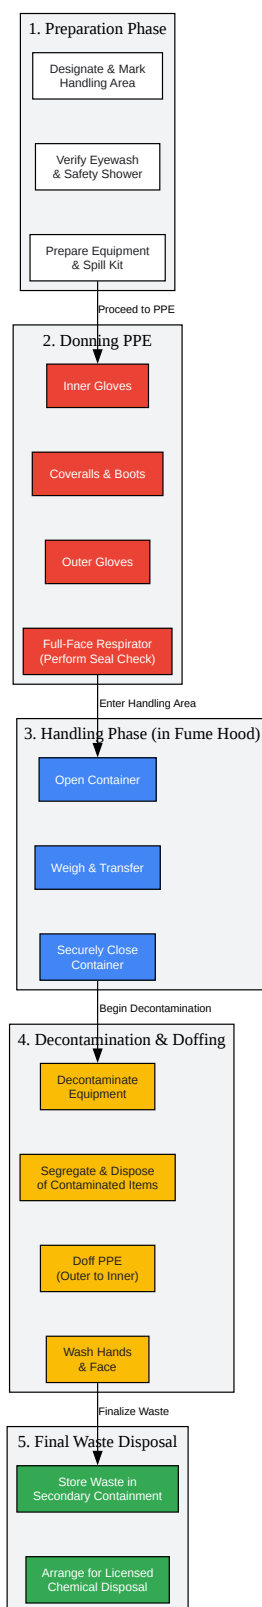 1. Preparation Phase
Designate & Mark
Handling Area
Verify Eyewash
& Safety Shower
Prepare Equipment
& Spill Kit
Proceed to PPE
2. Donning PPE
Inner Gloves
Coveralls & Boots
Outer Gloves
Full-Face Respirator
(Perform Seal Check)
Enter Handling Area
3. Handling Phase (in Fume Hood)
Open Container
Weigh & Transfer
Securely Close
Container
Begin Decontamination
4. Decontamination & Doffing
Decontaminate
Equipment
Segregate & Dispose
of Contaminated Items
Doff PPE
(Outer to Inner)
Wash Hands
& Face
Finalize Waste
5. Final Waste Disposal
Store Waste in
Secondary Containment
Arrange for Licensed
Chemical Disposal